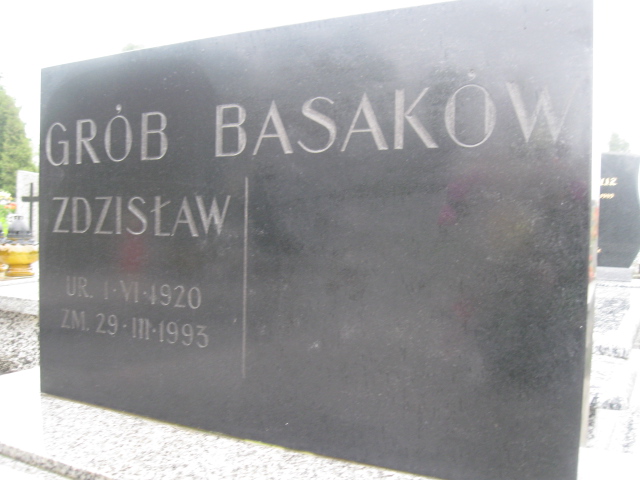 GRÓB BASAKÓW
ZDZISŁAW
UR. 1·VI·1920
ZM. 29·III·1993